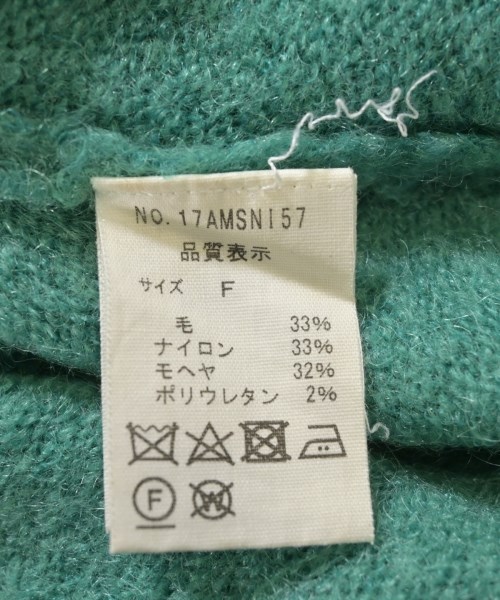 NO. 17AMSNI57
品質表示
サイズ F
毛 33%
ナイロン 33%
モヘヤ 32%
ポリウレタン 2%
F W